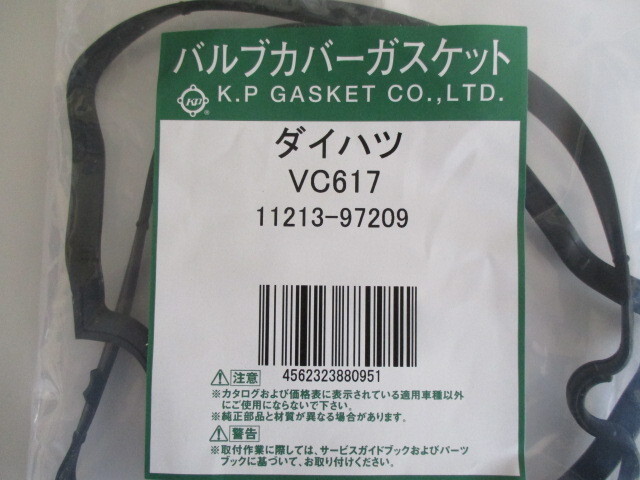 バルブカバーガスケット
KP ® K.P GASKET CO.,LTD.
ダイハツ
VC617
11213-97209
4562323880951
⚠注意
※カタログおよび価格表に表示されている適用車種以外
にご使用にならないで下さい。
※純正部品と材質が異なる場合があります。
⚠警告
※取付作業に際しては、サービスガイドブックおよびパーツ
ブックに基づいて、お取り付けください。